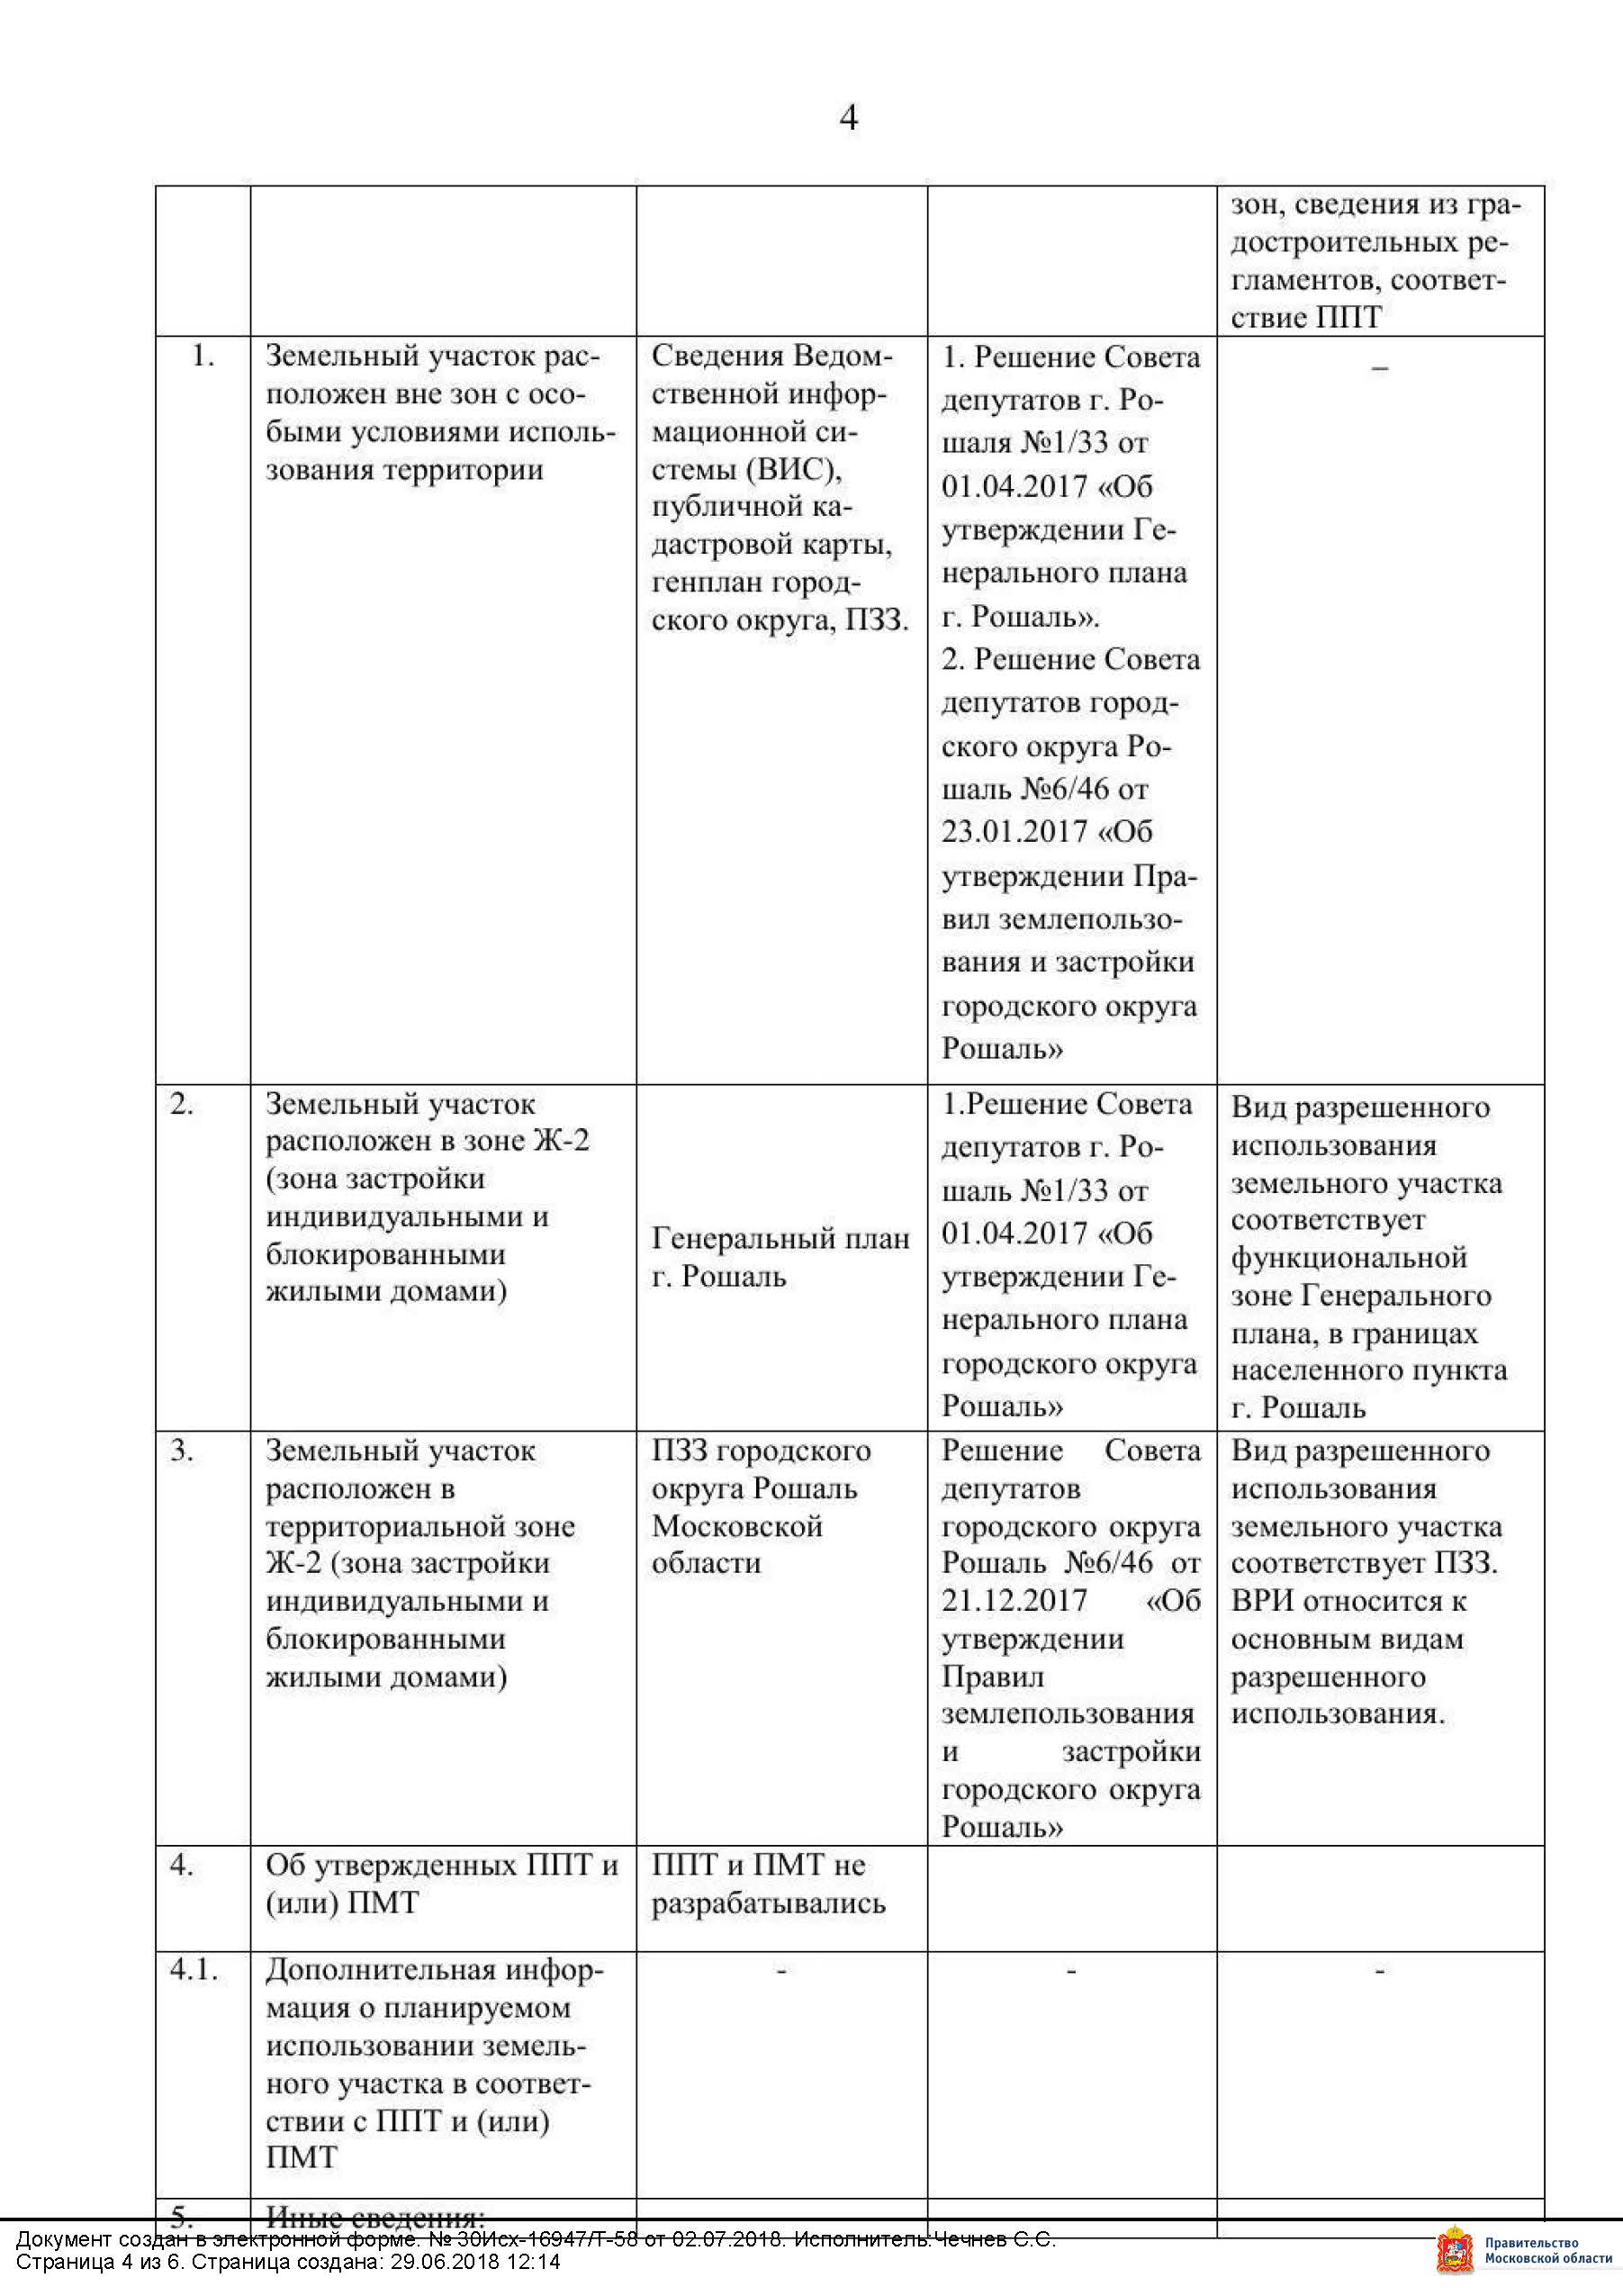 4
зон, сведения из гра-
достроительных ре-
гламентов, соответ-
ствие ППТ
1.
Земельный участок рас-
положен вне зон с осо-
быми условиями исполь-
зования территории
Сведения Ведом-
ственной инфор-
мационной си-
стемы (ВИС),
публичной ка-
дастровой карты,
генплан город-
ского округа, ПЗЗ.
1. Решение Совета
депутатов г. Ро-
шаля №1/33 от
01.04.2017 «Об
утверждении Ге-
нерального плана
г. Рошаль».
2. Решение Совета
депутатов город-
ского округа Ро-
шаль №6/46 от
23.01.2017 «Об
утверждении Пра-
вил землепользо-
вания и застройки
городского округа
Рошаль»
–
2.
Земельный участок
расположен в зоне Ж-2
(зона застройки
индивидуальными и
блокированными
жилыми домами)
Генеральный план
г. Рошаль
1.Решение Совета
депутатов г. Ро-
шаль №1/33 от
01.04.2017 «Об
утверждении Ге-
нерального плана
городского округа
Рошаль»
Вид разрешенного
использования
земельного участка
соответствует
функциональной
зоне Генерального
плана, в границах
населенного пункта
г. Рошаль
3.
Земельный участок
расположен в
территориальной зоне
Ж-2 (зона застройки
индивидуальными и
блокированными
жилыми домами)
ПЗЗ городского
округа Рошаль
Московской
области
Решение Совета
депутатов
городского округа
Рошаль №6/46 от
21.12.2017 «Об
утверждении
Правил
землепользования
и застройки
городского округа
Рошаль»
Вид разрешенного
использования
земельного участка
соответствует ПЗЗ.
ВРИ относится к
основным видам
разрешенного
использования.
4.
Об утвержденных ППТ и
(или) ПМТ
ППТ и ПМТ не
разрабатывались
4.1.
Дополнительная инфор-
мация о планируемом
использовании земель-
ного участка в соответ-
ствии с ППТ и (или)
ПМТ
-
-
-
5.
Иные сведения:
Документ создан в электронной форме. № 30Исх-16947/Т-58 от 02.07.2018. Исполнитель:Чечнев С.С.
Страница 4 из 6. Страница создана: 29.06.2018 12:14
Правительство
Московской области